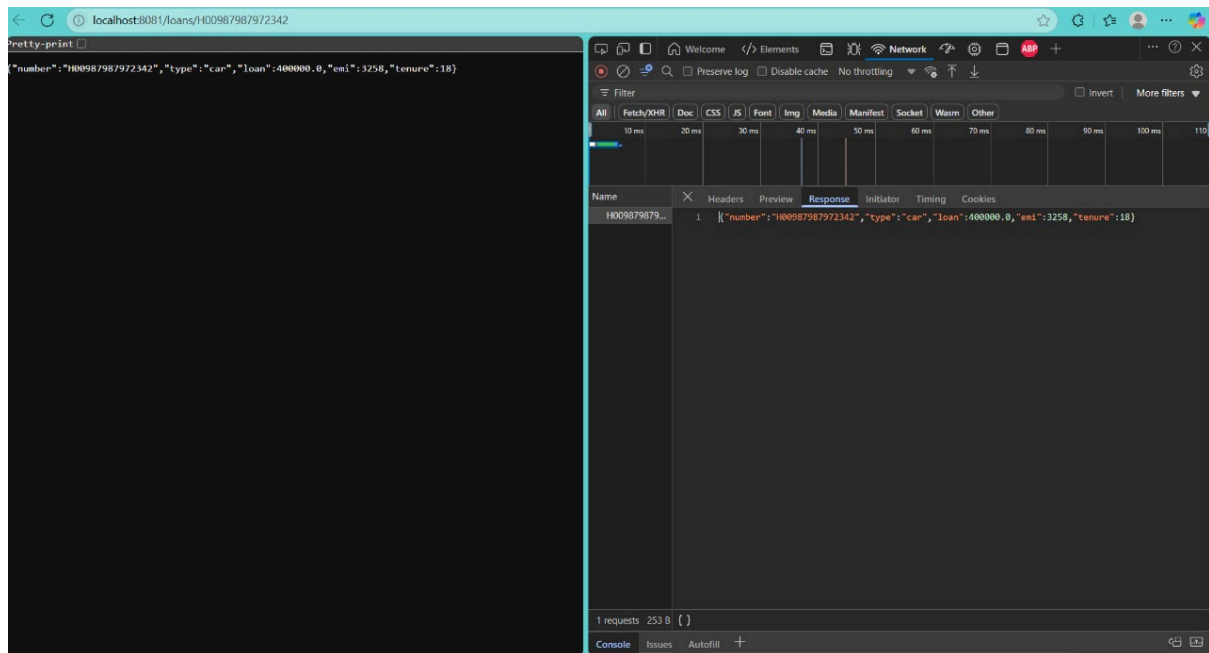 localhost:8081/loans/H00987987972342
Pretty-print
{"number":"H00987987972342","type":"car","loan":400000.0,"emi":3258,"tenure":18}
Welcome Elements Network ABP
Preserve log Disable cache No throttling
Filter Invert More filters
All Fetch/XHR Doc CSS JS Font Img Media Manifest Socket Wasm Other
10 ms 20 ms 30 ms 40 ms 50 ms 60 ms 70 ms 80 ms 90 ms 100 ms 110
Name Headers Preview Response Initiator Timing Cookies
H009879879... 1 {"number":"H00987987972342","type":"car","loan":400000.0,"emi":3258,"tenure":18}
1 requests 253 B { }
Console Issues Autofill